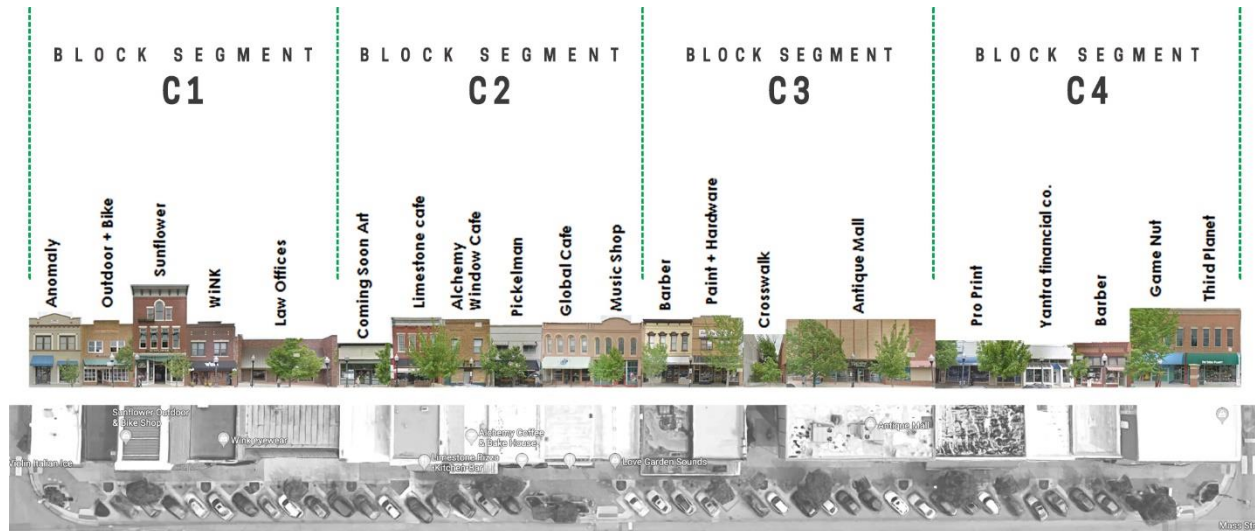 BLOCK SEGMENT
C1
BLOCK SEGMENT
C2
BLOCK SEGMENT
C3
BLOCK SEGMENT
C4
Anomaly
Outdoor + Bike
Sunflower
WiNK
Law Offices
Coming Soon Art
Limestone cafe
Alchemy
Window Cafe
Pickelman
Global Cafe
Music Shop
Barber
Paint + Hardware
Crosswalk
Antique Mall
Pro Print
Yantra financial co.
Barber
Game Nut
Third Planet
Sunflower Outdoor
& Bike Shop
Wink eyewear
Alchemy Coffee
& Bake House
Antique Mall
Violin Italian Ice
Limestone Pizza
Kitchen Bar
Love Garden Sounds
Mass St